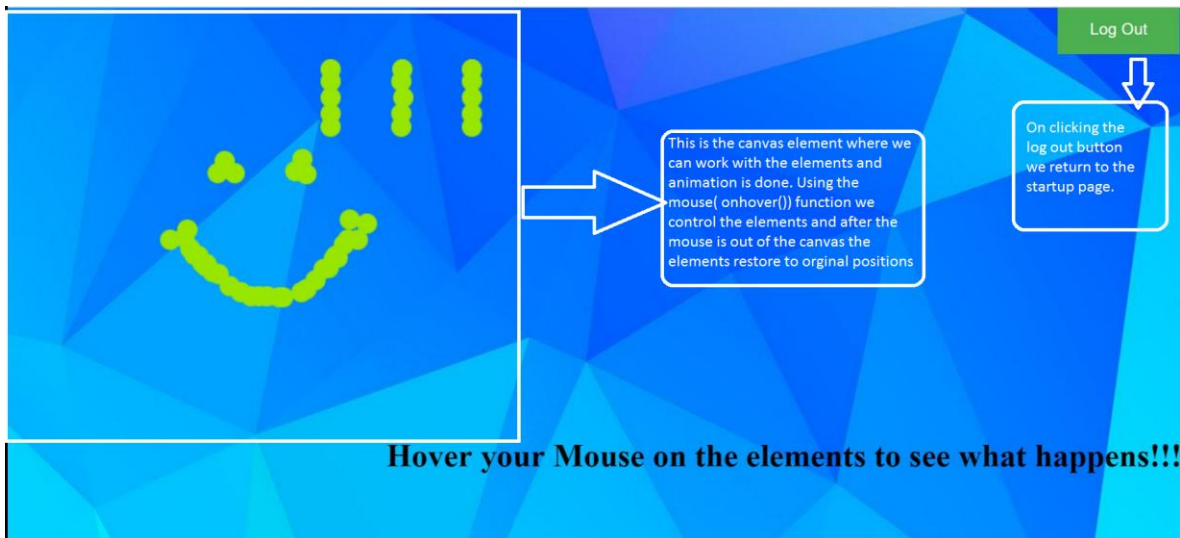 Log Out
This is the canvas element where we
can work with the elements and
animation is done. Using the
mouse( onhover()) function we
control the elements and after the
mouse is out of the canvas the
elements restore to orginal positions
On clicking the
log out button
we return to the
startup page.
Hover your Mouse on the elements to see what happens!!!